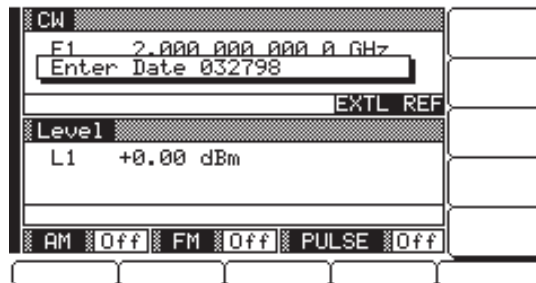 CW
F1 2.000 000 000 0 GHz
Enter Date 032798
EXTL REF
Level
L1 +0.00 dBm
AM Off FM Off PULSE Off